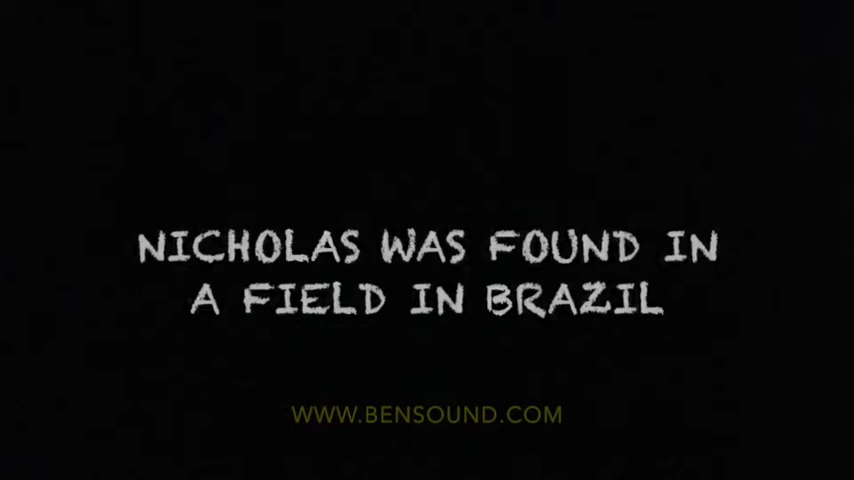 NICHOLAS WAS FOUND IN
A FIELD IN BRAZIL
WWW.BENSOUND.COM